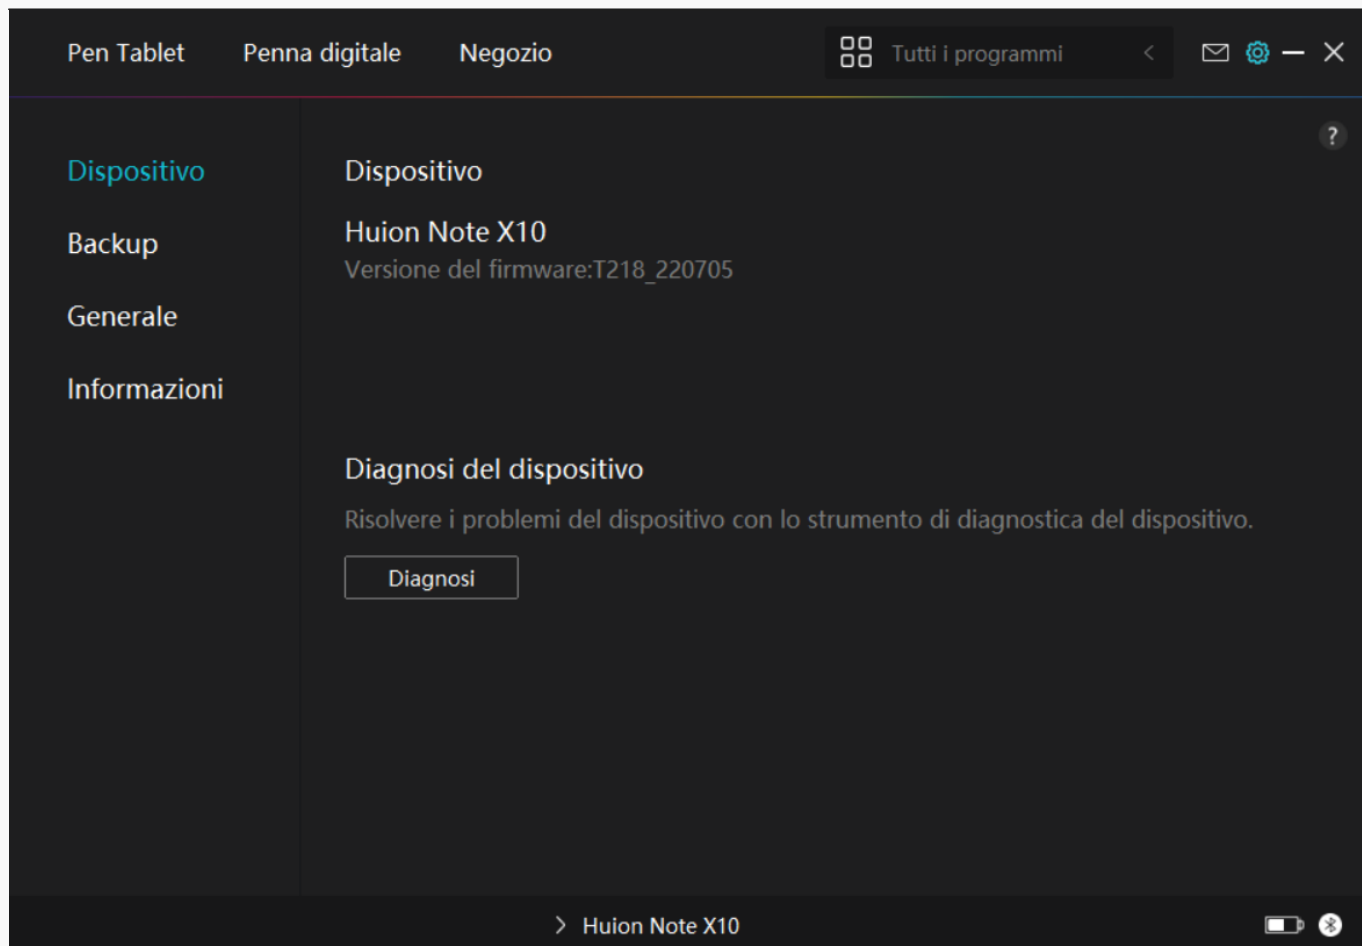 Pen Tablet Penna digitale Negozio Tutti i programmi
?
Dispositivo
Backup
Generale
Informazioni
Dispositivo
Huion Note X10
Versione del firmware:T218_220705
Diagnosi del dispositivo
Risolvere i problemi del dispositivo con lo strumento di diagnostica del dispositivo.
Diagnosi
Huion Note X10